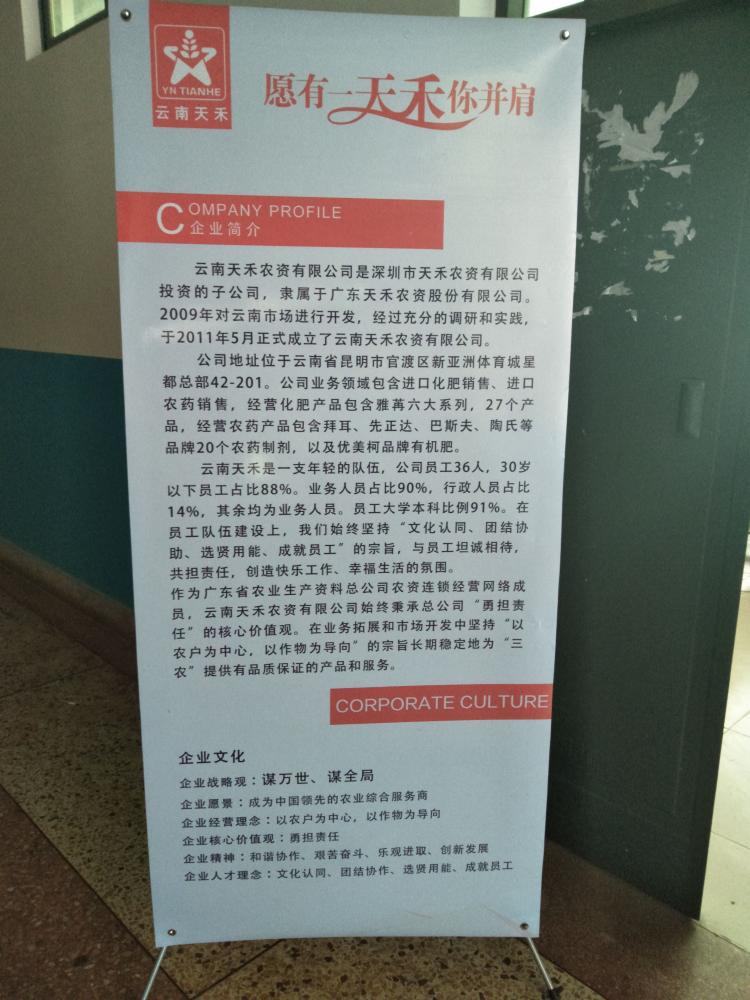 YN TIANHE
云南天禾
愿有一天禾你并肩
COMPANY PROFILE
企业简介
云南天禾农资有限公司是深圳市天禾农资有限公司
投资的子公司，隶属于广东天禾农资股份有限公司。
2009年对云南市场进行开发，经过充分的调研和实践，
于2011年5月正式成立了云南天禾农资有限公司。
公司地址位于云南省昆明市官渡区新亚洲体育城星
都总部42-201。公司业务领域包含进口化肥销售、进口
农药销售，经营化肥产品包含雅苒六大系列，27个产
品，经营农药产品包含拜耳、先正达、巴斯夫、陶氏等
品牌20个农药制剂，以及优美柯品牌有机肥。
云南天禾是一支年轻的队伍，公司员工36人，30岁
以下员工占比88%。业务人员占比90%，行政人员占比
14%，其余均为业务人员。员工大学本科比例91%。在
员工队伍建设上，我们始终坚持“文化认同、团结协
助、选贤用能、成就员工”的宗旨，与员工坦诚相待，
共担责任，创造快乐工作、幸福生活的氛围。
作为广东省农业生产资料总公司农资连锁经营网络成
员，云南天禾农资有限公司始终秉承总公司“勇担责
任”的核心价值观。在业务拓展和市场开发中坚持“以
农户为中心，以作物为导向”的宗旨长期稳定地为“三
农”提供有品质保证的产品和服务。
CORPORATE CULTURE
企业文化
企业战略观：谋万世、谋全局
企业愿景：成为中国领先的农业综合服务商
企业经营理念：以农户为中心，以作物为导向
企业核心价值观：勇担责任
企业精神：和谐协作、艰苦奋斗、乐观进取、创新发展
企业人才理念：文化认同、团结协作、选贤用能、成就员工